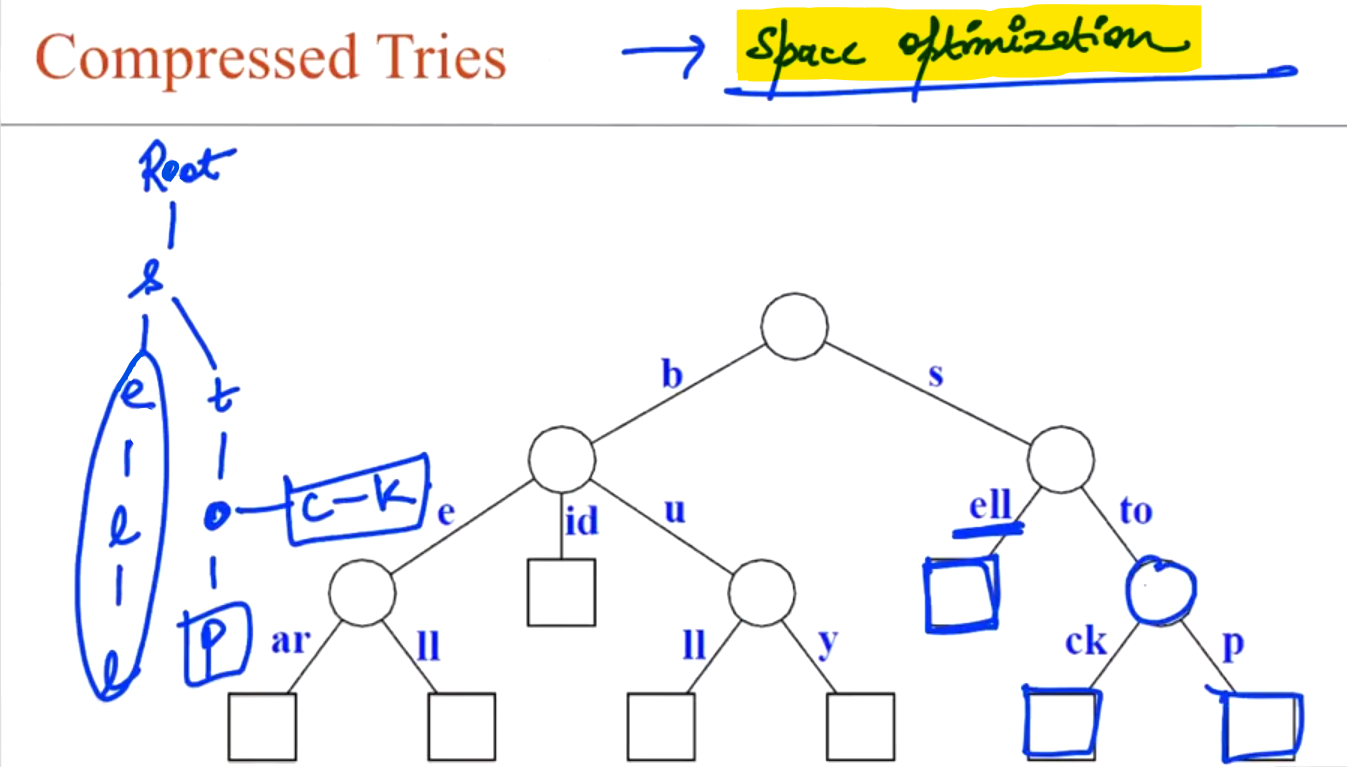 Compressed Tries → Space optimization
Root
s
b s
e t
o c-k
e id u ell to
l
p
ar ll ll y ck p
l